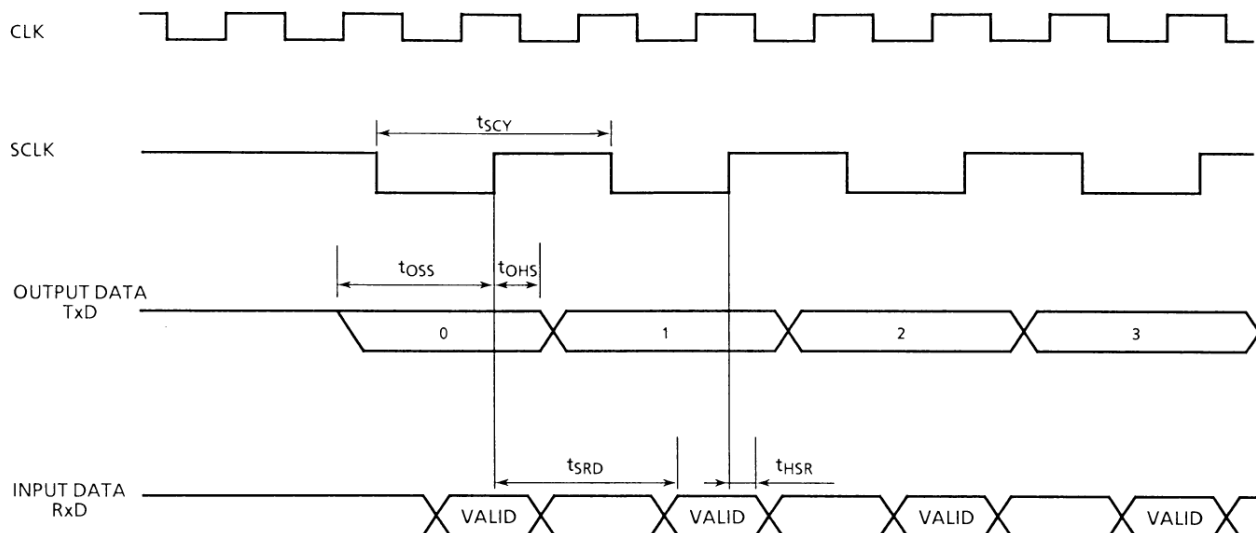 CLK
tSCY
SCLK
tOSS
tOHS
OUTPUT DATA
TxD
0
1
2
3
tSRD
tHSR
INPUT DATA
RxD
VALID
VALID
VALID
VALID